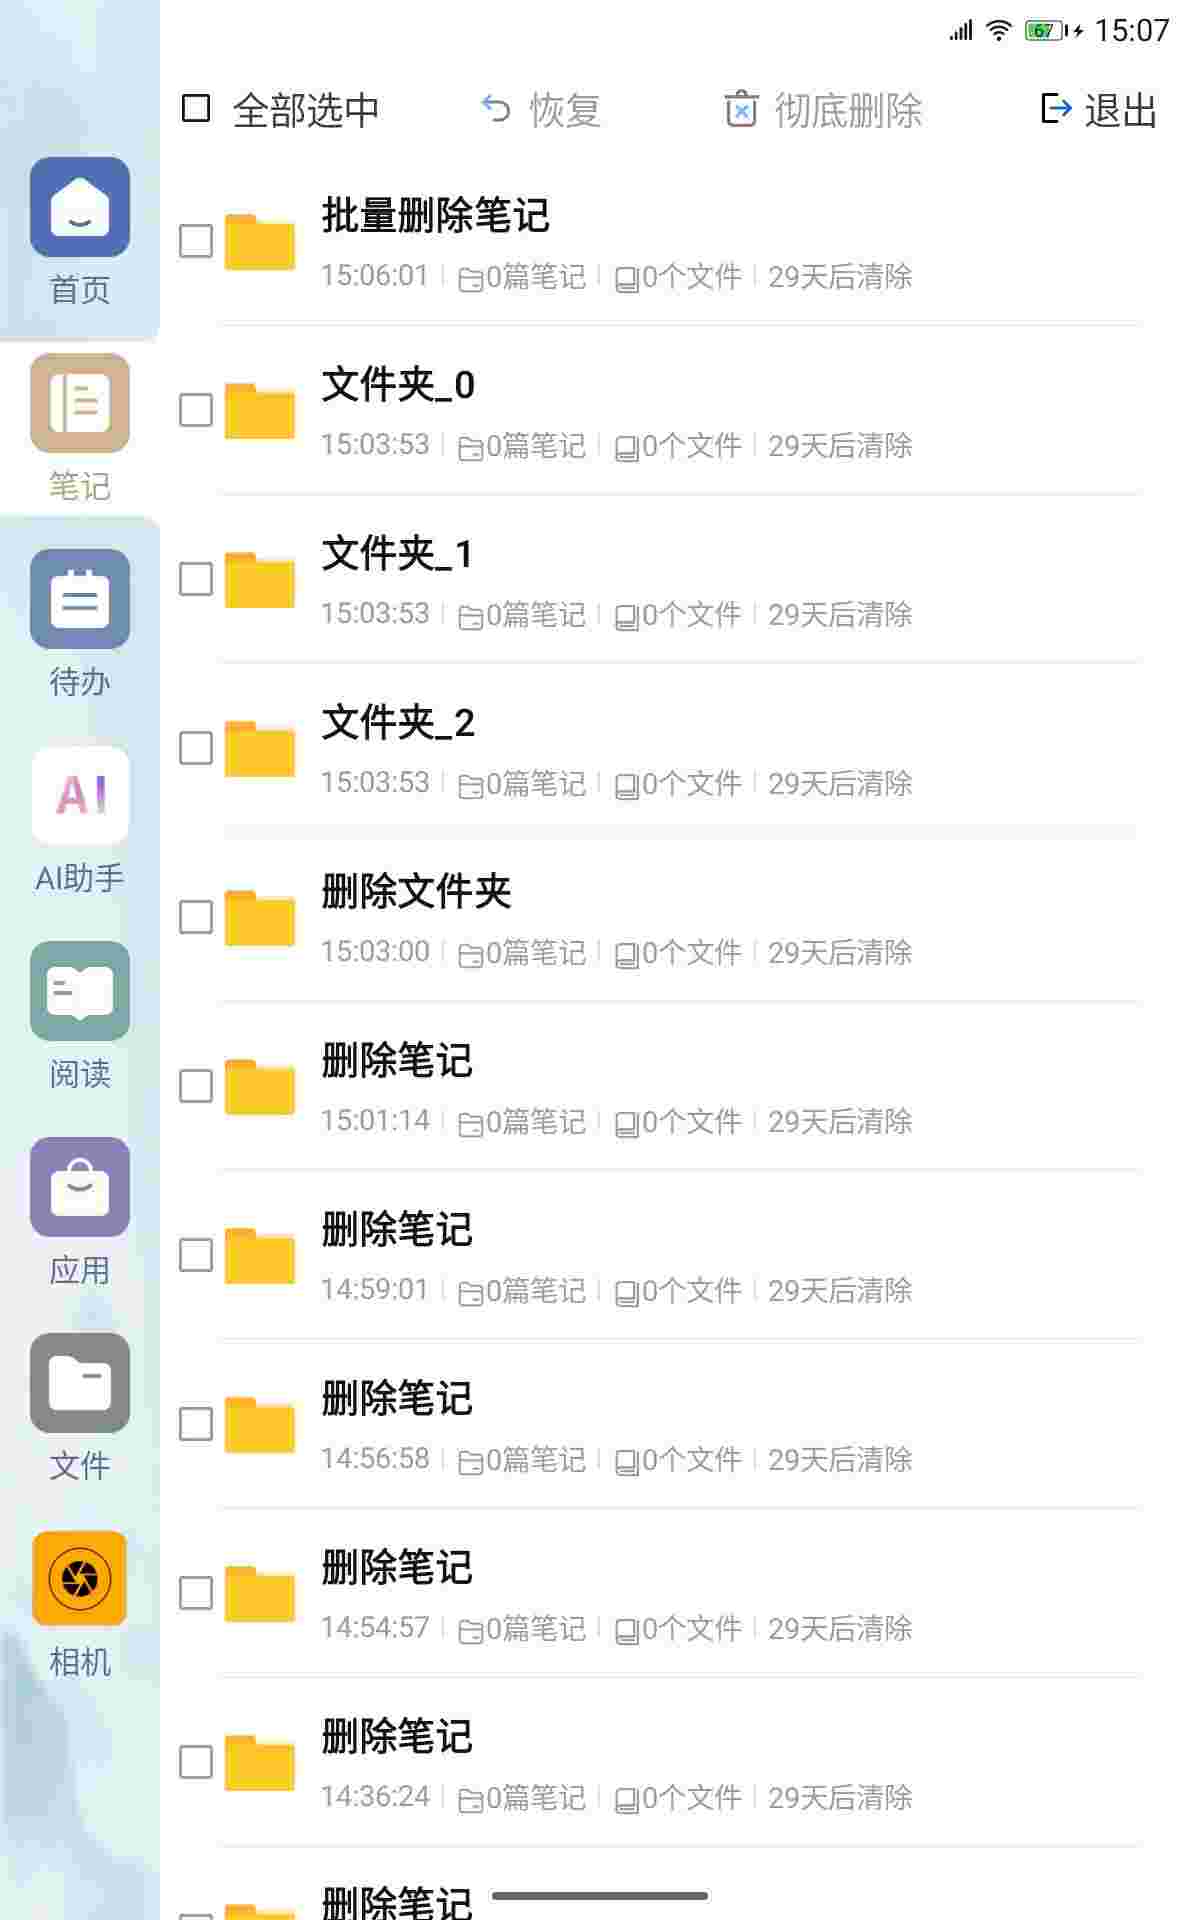 67 15:07
全部选中 恢复 彻底删除 退出
首页
笔记
待办
AI
AI助手
阅读
应用
文件
相机
批量删除笔记
15:06:01 0篇笔记 0个文件 29天后清除
文件夹_0
15:03:53 0篇笔记 0个文件 29天后清除
文件夹_1
15:03:53 0篇笔记 0个文件 29天后清除
文件夹_2
15:03:53 0篇笔记 0个文件 29天后清除
删除文件夹
15:03:00 0篇笔记 0个文件 29天后清除
删除笔记
15:01:14 0篇笔记 0个文件 29天后清除
删除笔记
14:59:01 0篇笔记 0个文件 29天后清除
删除笔记
14:56:58 0篇笔记 0个文件 29天后清除
删除笔记
14:54:57 0篇笔记 0个文件 29天后清除
删除笔记
14:36:24 0篇笔记 0个文件 29天后清除
删除笔记